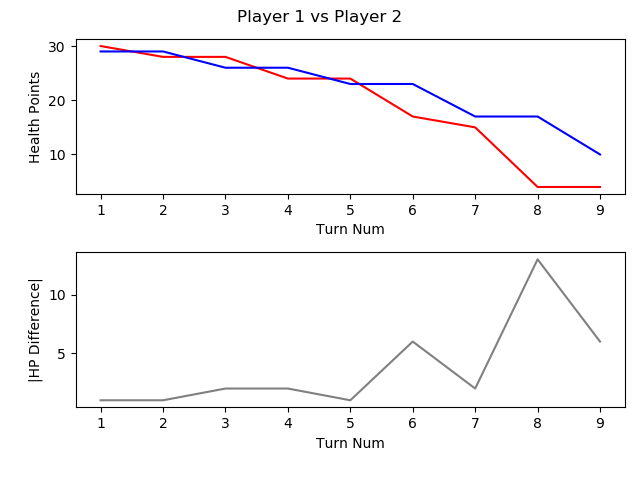 Player 1 vs Player 2
Health Points
30
20
10
1 2 3 4 5 6 7 8 9
Turn Num
|HP Difference|
10
5
1 2 3 4 5 6 7 8 9
Turn Num